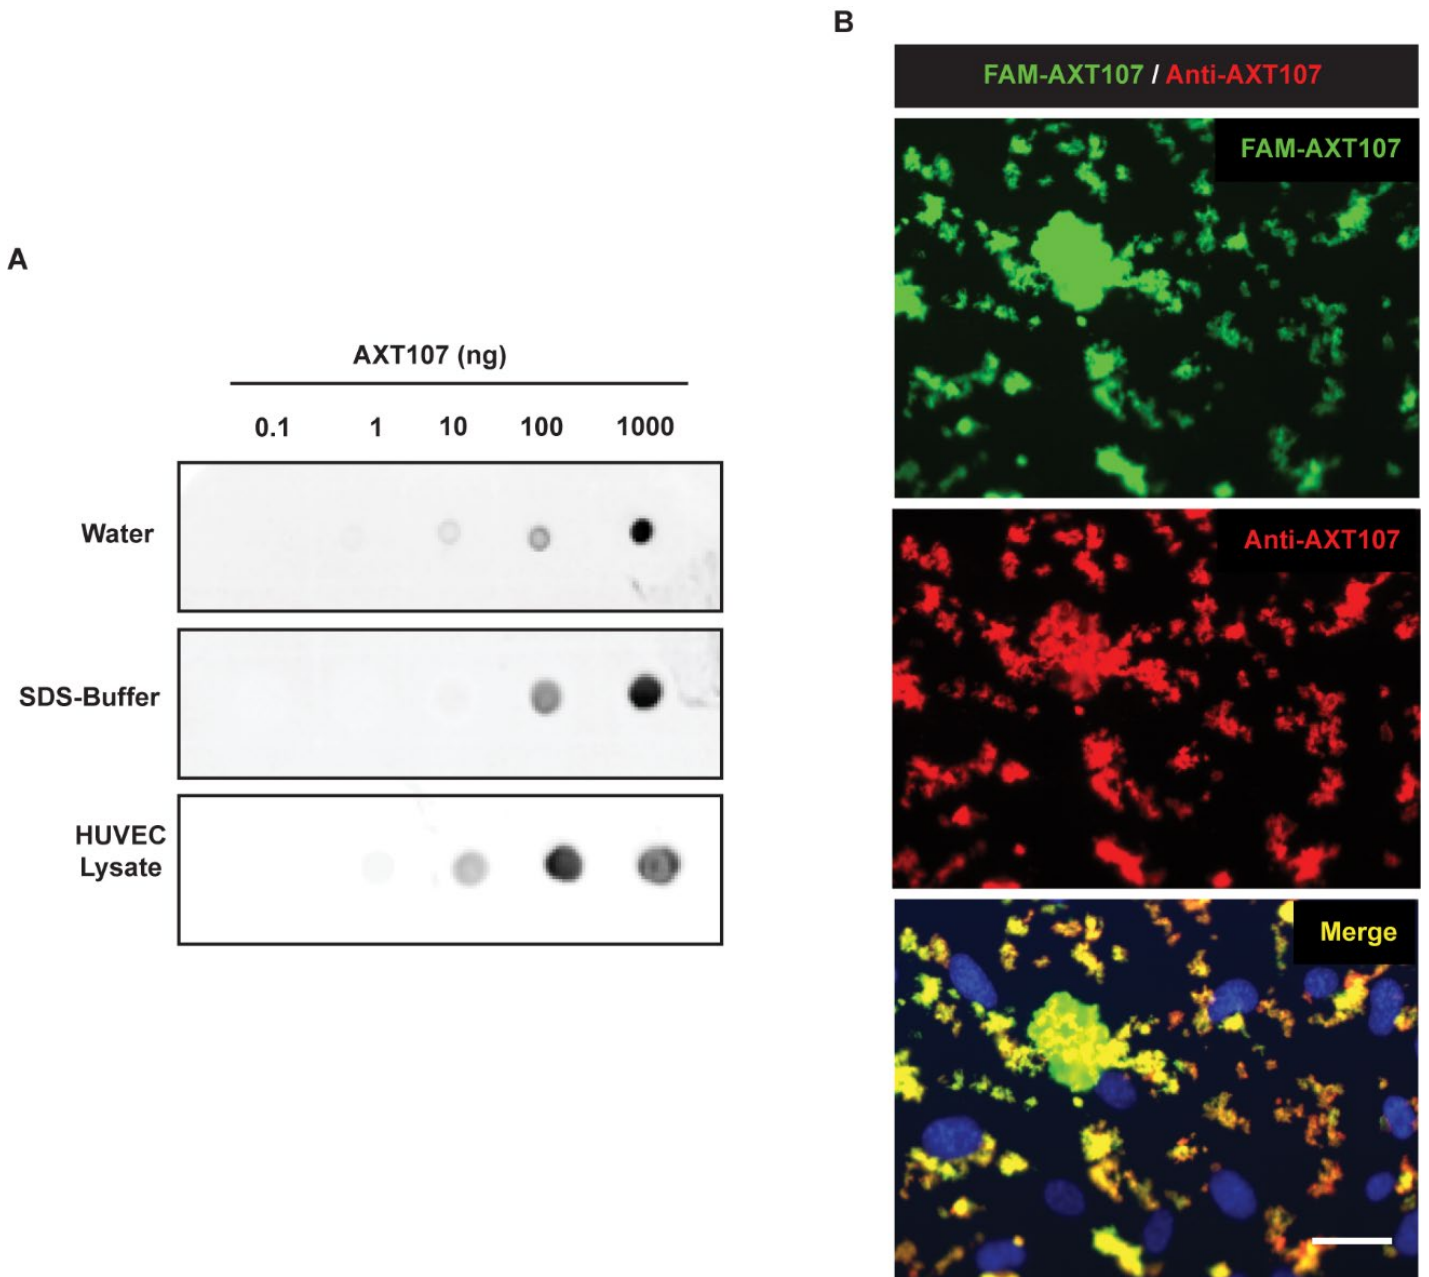 A
AXT107 (ng)
0.1 1 10 100 1000
Water
SDS-Buffer
HUVEC
Lysate
B
FAM-AXT107 / Anti-AXT107
FAM-AXT107
Anti-AXT107
Merge